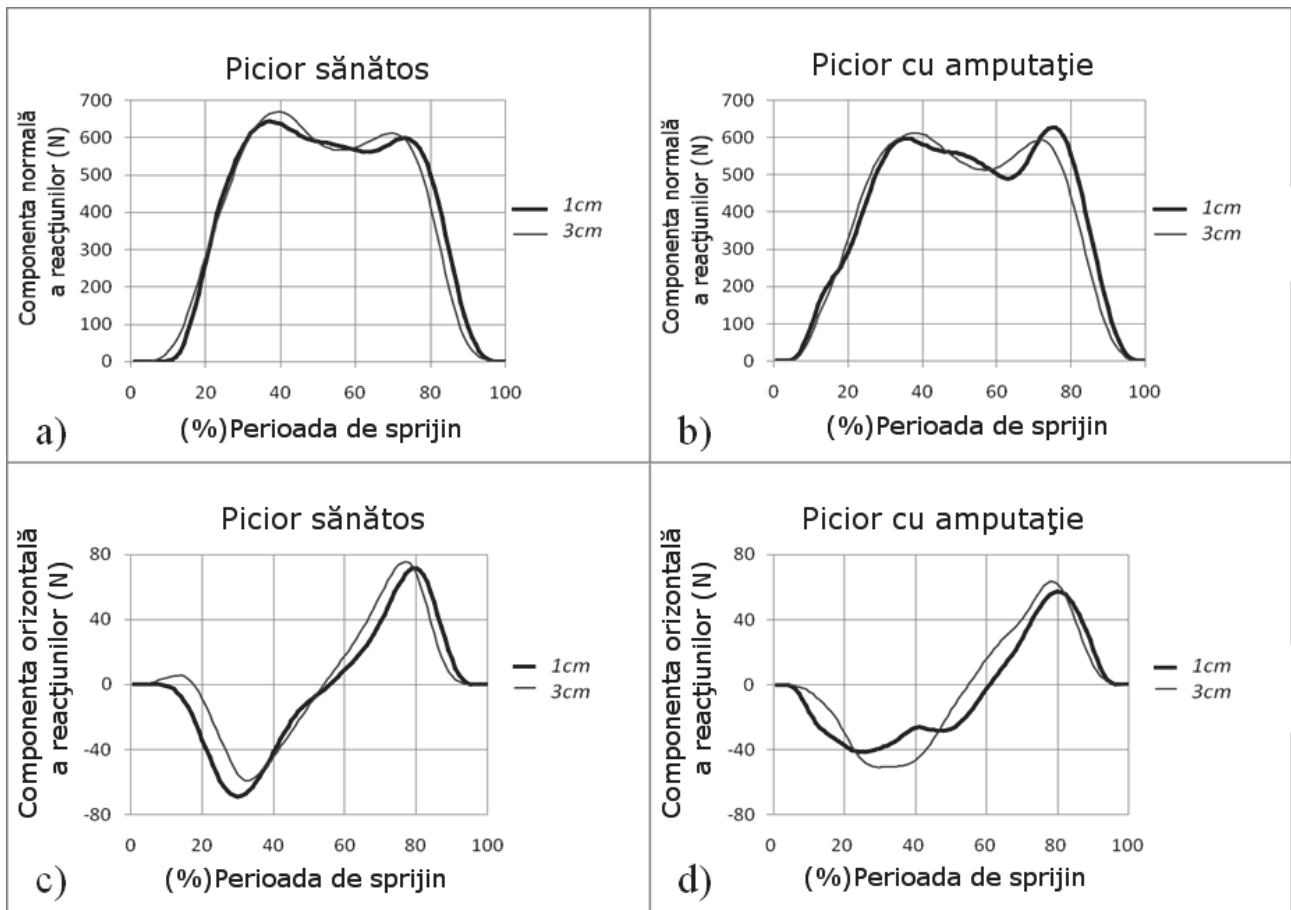 Picior sănătos
Componenta normală
a reacţiunilor (N)
700
600
500
400
300
200
100
0
0 20 40 60 80 100
1cm
3cm
a)
(%)Perioada de sprijin
Picior cu amputaţie
Componenta normală
a reacţiunilor (N)
700
600
500
400
300
200
100
0
0 20 40 60 80 100
1cm
3cm
b)
(%)Perioada de sprijin
Picior sănătos
Componenta orizontală
a reacţiunilor (N)
80
40
0
-40
-80
0 20 40 60 80 100
1cm
3cm
c)
(%)Perioada de sprijin
Picior cu amputaţie
Componenta orizontală
a reacţiunilor (N)
80
40
0
-40
-80
0 20 40 60 80 100
1cm
3cm
d)
(%)Perioada de sprijin